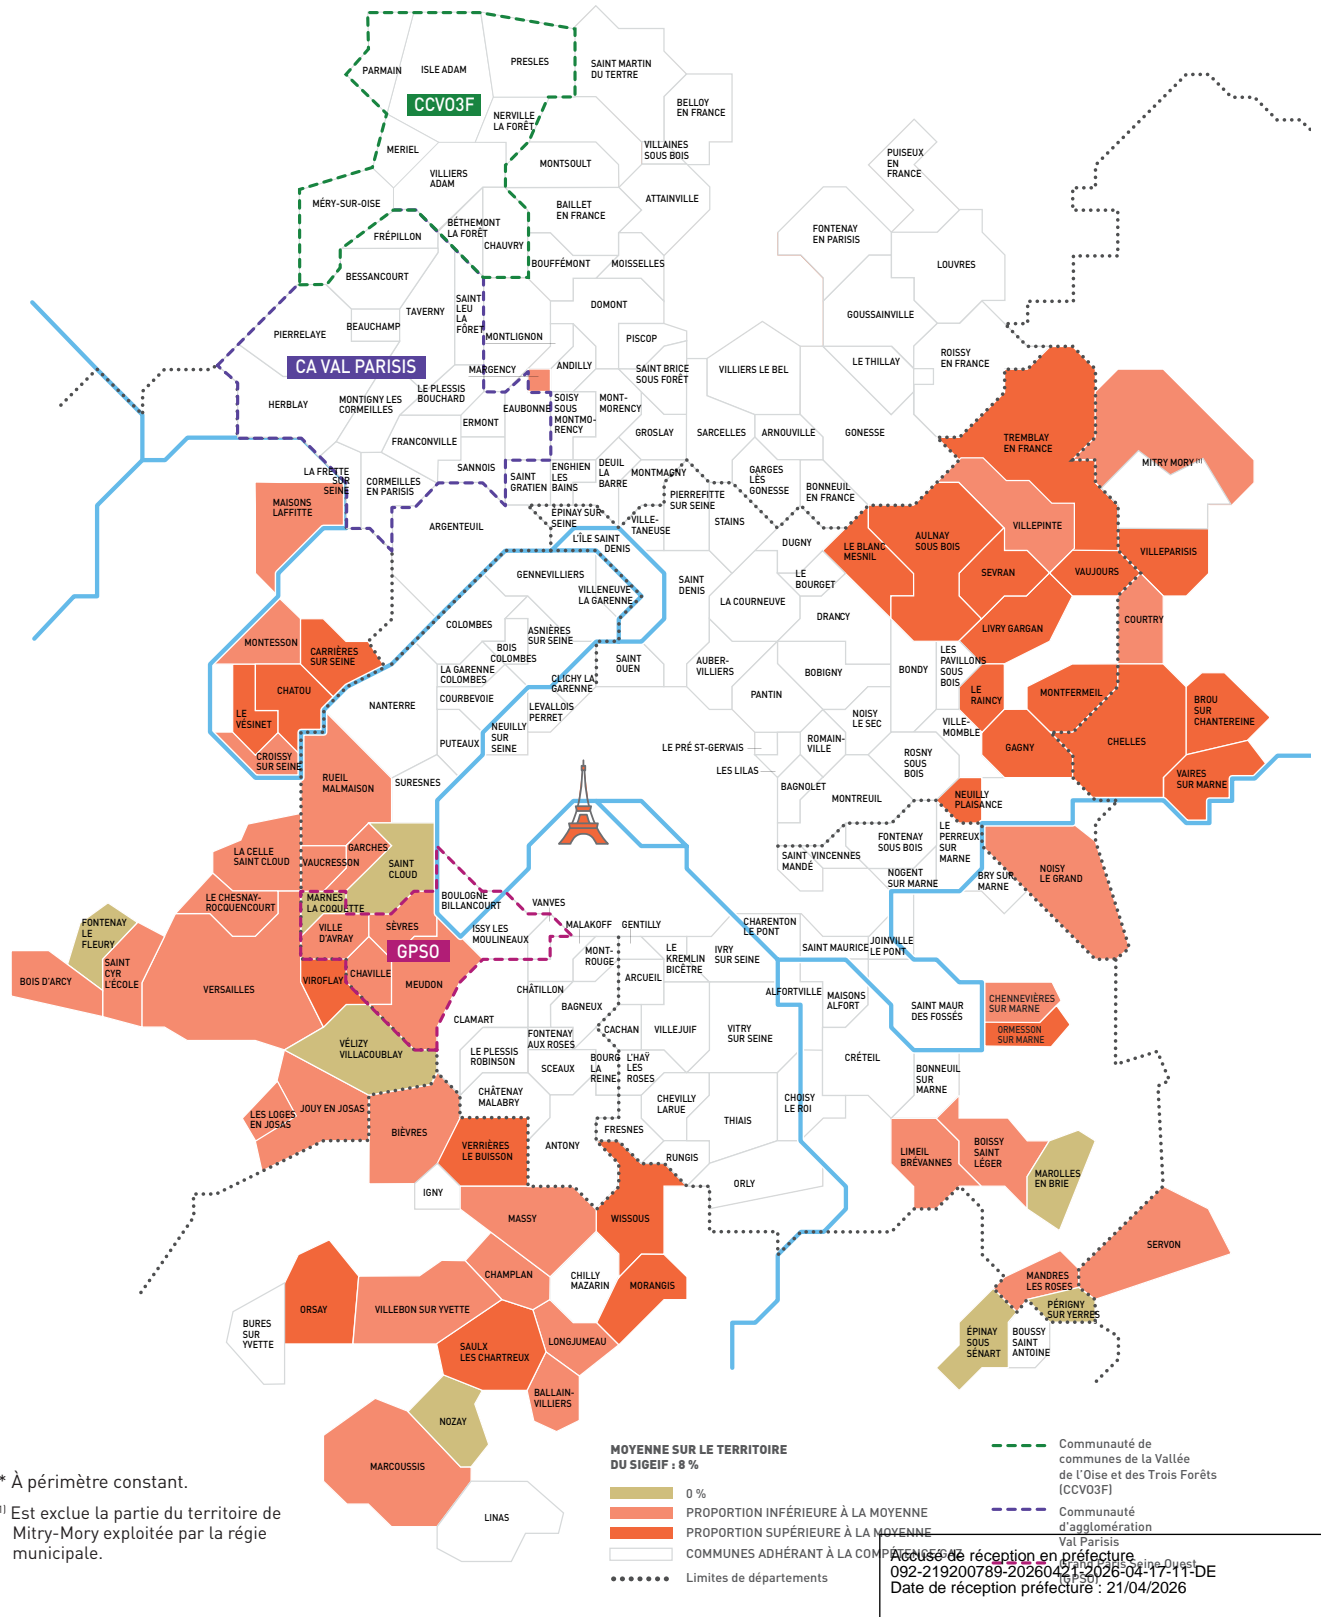 PARMAIN
ISLE ADAM
PRESLES
SAINT MARTIN
DU TERTRE
CCVO3F
BELLOY
EN FRANCE
NERVILLE
LA FORÊT
MERIEL
VILLIERS
ADAM
MONTSOULT
VILLAINES
SOUS BOIS
PUISEUX
EN
FRANCE
MÉRY-SUR-OISE
BAILLET
EN FRANCE
ATTAINVILLE
FRÉPILLON
BÉTHEMONT
LA FORÊT
CHAUVRY
FONTENAY
EN PARISIS
BESSANCOURT
BOUFFÉMONT
MOISSELLES
LOUVRES
TAVERNY
SAINT
LEU
LA
FÔRET
DOMONT
GOUSSAINVILLE
PIERRELAYE
BEAUCHAMP
MONTLIGNON
PISCOP
CA VAL PARISIS
MARGENCY
ANDILLY
SAINT BRICE
SOUS FORÊT
VILLIERS LE BEL
LE THILLAY
ROISSY
EN FRANCE
HERBLAY
MONTIGNY LES
CORMEILLES
LE PLESSIS
BOUCHARD
EAUBONNE
SOISY
SOUS
MONTMO-
RENCY
MONT-
MORENCY
ERMONT
FRANCONVILLE
GROSLAY
SARCELLES
ARNOUVILLE
GONESSE
TREMBLAY
EN FRANCE
MITRY MORY (1)
LA FRETTE
SUR
SEINE
CORMEILLES
EN PARISIS
SANNOIS
SAINT
GRATIEN
ENGHIEN
LES
BAINS
DEUIL
LA
BARRE
MONTMAGNY
GARGES
LÈS
GONESSE
BONNEUIL
EN FRANCE
MAISONS
LAFFITTE
ARGENTEUIL
EPINAY SUR
SEINE
VILLE-
TANEUSE
PIERREFITTE
SUR SEINE
STAINS
VILLEPINTE
L'ÎLE SAINT
DENIS
DUGNY
LE BLANC
MESNIL
AULNAY
SOUS BOIS
VILLEPARISIS
GENNEVILLIERS
VILLENEUVE
LA GARENNE
SAINT
DENIS
LE
BOURGET
SEVRAN
VAUJOURS
LA COURNEUVE
DRANCY
COURTRY
COLOMBES
ASNIÈRES
SUR SEINE
LIVRY GARGAN
MONTESSON
CARRIÈRES
SUR SEINE
BOIS
COLOMBES
LA GARENNE
COLOMBES
SAINT
OUEN
AUBER-
VILLIERS
BOBIGNY
BONDY
LES
PAVILLONS
SOUS
BOIS
CHATOU
NANTERRE
COURBEVOIE
CLICHY LA
GARENNE
PANTIN
LE
RAINCY
MONTFERMEIL
BROU
SUR
CHANTEREINE
LE
VÉSINET
LEVALLOIS
PERRET
NOISY
LE SEC
VILLE-
MOMBLE
PUTEAUX
NEUILLY
SUR
SEINE
LE PRÉ ST-GERVAIS
ROMAIN-
VILLE
ROSNY
SOUS
BOIS
GAGNY
CHELLES
CROISSY
SUR SEINE
LES LILAS
RUEIL
MALMAISON
SURESNES
BAGNOLET
MONTREUIL
NEUILLY
PLAISANCE
VAIRES
SUR MARNE
LA CELLE
SAINT CLOUD
VAUCRESSON
GARCHES
SAINT
CLOUD
SAINT
MANDÉ
VINCENNES
FONTENAY
SOUS BOIS
LE
PERREUX
SUR
MARNE
NOISY
LE GRAND
LE CHESNAY-
ROCQUENCOURT
MARNES
LA COQUETTE
BOULOGNE
BILLANCOURT
NOGENT
SUR MARNE
BRY SUR
MARNE
FONTENAY
LE
FLEURY
VILLE
D'AVRAY
SÈVRES
ISSY LES
MOULINEAUX
VANVES
MALAKOFF
GENTILLY
CHARENTON
LE PONT
SAINT MAURICE
JOINVILLE
LE PONT
GPSO
MONT-
ROUGE
LE
KREMLIN
BICÊTRE
IVRY
SUR SEINE
BOIS D'ARCY
SAINT
CYR
L'ÉCOLE
VERSAILLES
VIROFLAY
CHAVILLE
MEUDON
ARCUEIL
CHÂTILLON
ALFORTVILLE
MAISONS
ALFORT
SAINT MAUR
DES FOSSÉS
CHENNEVIÈRES
SUR MARNE
ORMESSON
SUR MARNE
BAGNEUX
CLAMART
VÉLIZY
VILLACOUBLAY
FONTENAY
AUX ROSES
CACHAN
VILLEJUIF
VITRY
SUR SEINE
LE PLESSIS
ROBINSON
SCEAUX
BOURG
LA
REINE
L'HAŸ
LES
ROSES
CRÉTEIL
BONNEUIL
SUR
MARNE
CHÂTENAY
MALABRY
CHEVILLY
LARUE
CHOISY
LE ROI
THIAIS
JOUY EN JOSAS
LES LOGES
EN JOSAS
BIÈVRES
VERRIÈRES
LE BUISSON
ANTONY
FRESNES
RUNGIS
LIMEIL
BRÉVANNES
BOISSY
SAINT
LÉGER
MAROLLES
EN BRIE
IGNY
ORLY
MASSY
WISSOUS
SERVON
CHAMPLAN
CHILLY
MAZARIN
MORANGIS
MANDRES
LES ROSES
ORSAY
VILLEBON SUR YVETTE
PÉRIGNY
SUR YERRES
BURES
SUR
YVETTE
SAULX
LES CHARTREUX
LONGJUMEAU
ÉPINAY
SOUS
SÉNART
BOUSSY
SAINT
ANTOINE
BALLAIN-
VILLIERS
NOZAY
MARCOUSSIS
LINAS
* À périmètre constant.
(1) Est exclue la partie du territoire de
Mitry-Mory exploitée par la régie
municipale.
MOYENNE SUR LE TERRITOIRE
DU SIGEIF : 8 %
0 %
PROPORTION INFÉRIEURE À LA MOYENNE
PROPORTION SUPÉRIEURE À LA MOYENNE
COMMUNES ADHÉRANT À LA COMPÉTENCE GAZ
Limites de départements
Communauté de
communes de la Vallée
de l'Oise et des Trois Forêts
(CCVO3F)
Communauté
d'agglomération
Val Parisis
Grand Paris Seine Ouest
(GPSO)
Accusé de réception en préfecture
092-219200789-20260421-2026-04-17-11-DE
Date de réception préfecture : 21/04/2026